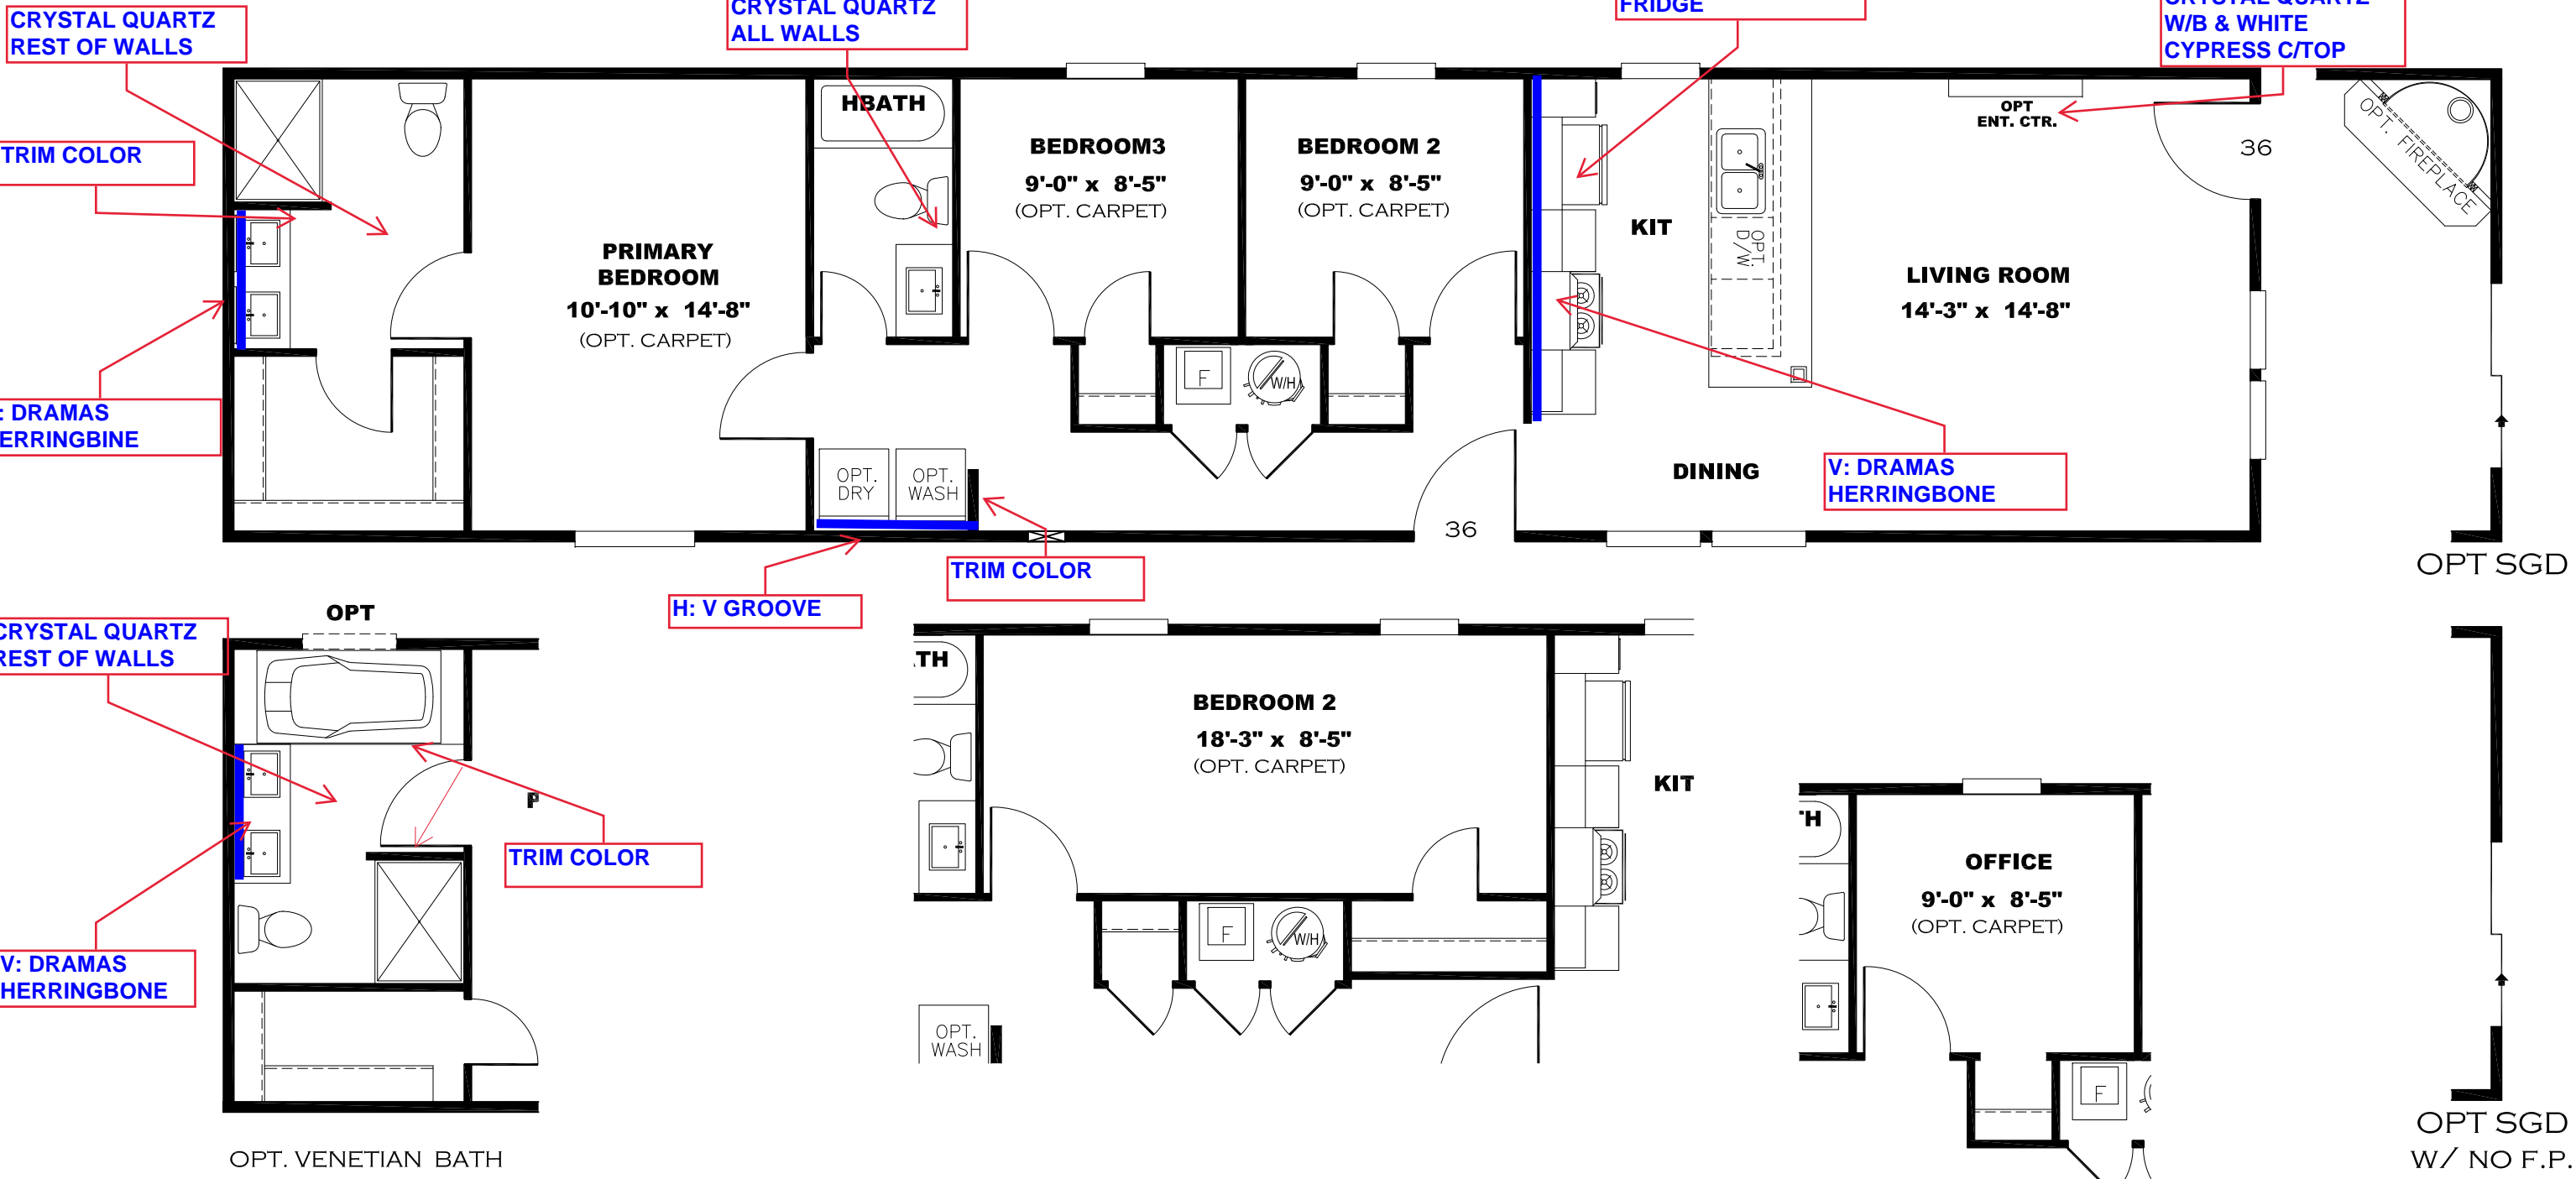 CRYSTAL QUARTZ
REST OF WALLS
CRYSTAL QUARTZ
ALL WALLS
FRIDGE
CRYSTAL QUARTZ
W/B & WHITE
CYPRESS C/TOP
TRIM COLOR
HBATH
BEDROOM3
9'-0" x 8'-5"
(OPT. CARPET)
BEDROOM 2
9'-0" x 8'-5"
(OPT. CARPET)
KIT
OPT.
D/W
OPT
ENT. CTR.
36
OPT. FIREPLACE
PRIMARY
BEDROOM
10'-10" x 14'-8"
(OPT. CARPET)
LIVING ROOM
14'-3" x 14'-8"
F
W/H
: DRAMAS
ERRINGBINE
OPT.
DRY
OPT.
WASH
DINING
V: DRAMAS
HERRINGBONE
36
TRIM COLOR
H: V GROOVE
OPT SGD
OPT
CRYSTAL QUARTZ
REST OF WALLS
P
TRIM COLOR
V: DRAMAS
HERRINGBONE
OPT. VENETIAN BATH
TH
BEDROOM 2
18'-3" x 8'-5"
(OPT. CARPET)
KIT
F
W/H
OPT.
WASH
TH
OFFICE
9'-0" x 8'-5"
(OPT. CARPET)
F
OPT SGD
W/ NO F.P.